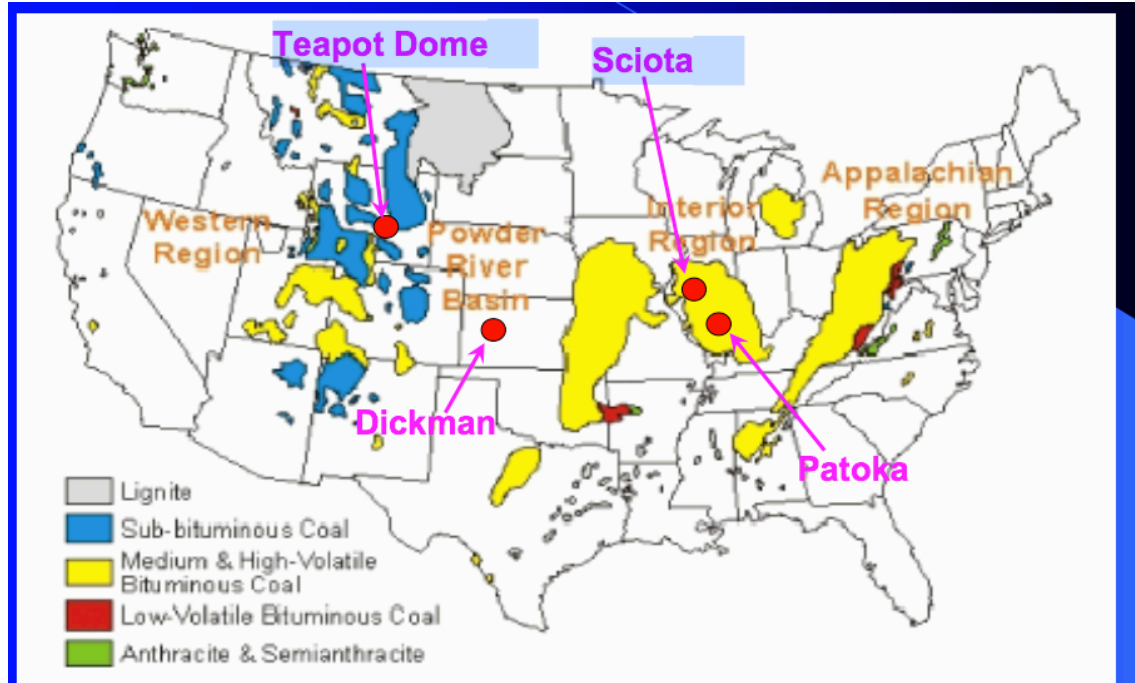 Teapot Dome
Sciota
Appalachian
Region
Interior
Region
Western
Region
Powder
River
Basin
Dickman
Patoka
Lignite
Sub-bituminous Coal
Medium & High-Volatile
Bituminous Coal
Low-Volatile Bituminous Coal
Anthracite & Semianthracite